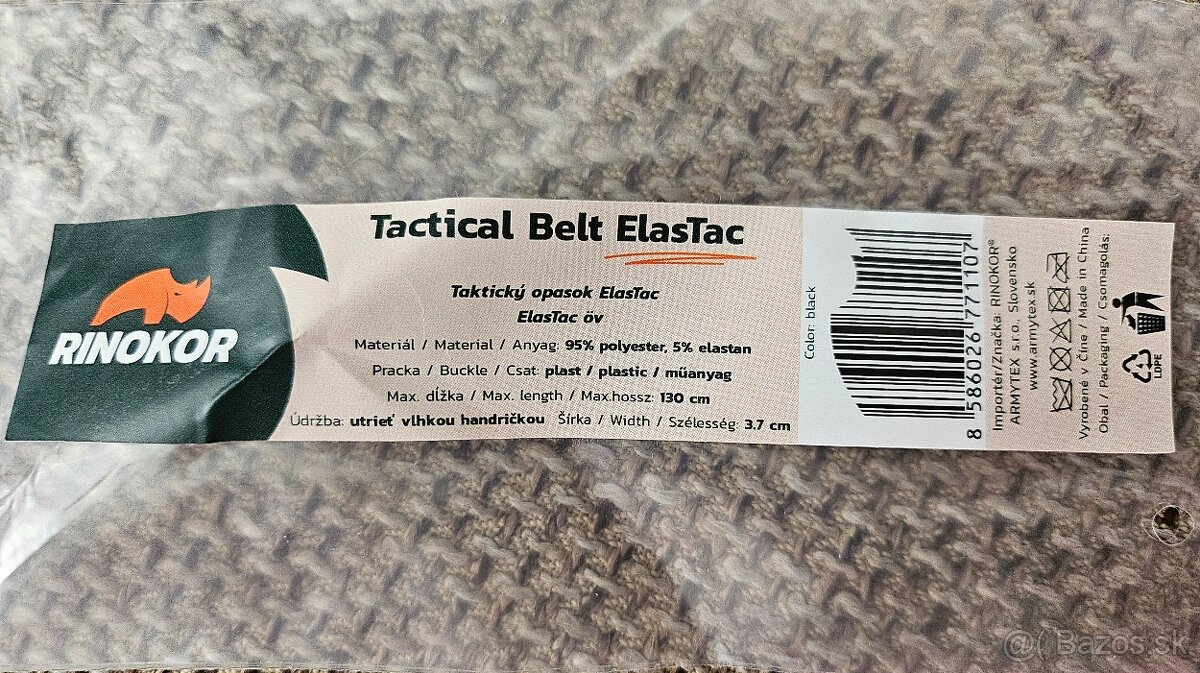 RINOKOR
Tactical Belt ElasTac
Taktický opasok ElasTac
ElasTac öv
Materiál / Material / Anyag: 95% polyester, 5% elastan
Pracka / Buckle / Csat: plast / plastic / műanyag
Max. dĺžka / Max. length / Max.hossz: 130 cm
Údržba: utrieť vlhkou handričkou Šírka / Width / Szélesség: 3.7 cm
Color: black
8 586026 771107
Importér/Značka: RINOKOR®
ARMYTEX s.r.o. Slovensko
www.armytex.sk
Vyrobené v Číne / Made in China
Obal / Packaging / Csomagolás:
LDPE
@( Bazos.sk